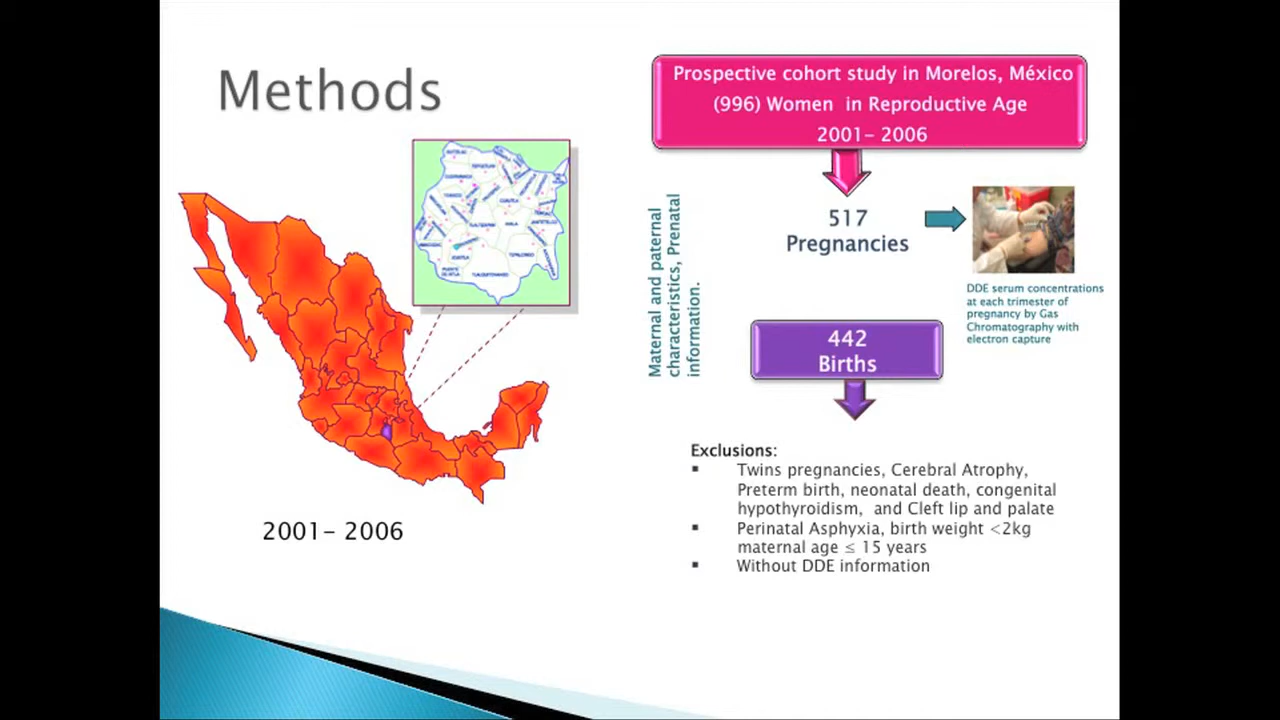 Methods
Prospective cohort study in Morelos, México
(996) Women in Reproductive Age
2001- 2006
517
Pregnancies
Maternal and paternal
characteristics, Prenatal
information.
DDE serum concentrations
at each trimester of
pregnancy by Gas
Chromatography with
electron capture
442
Births
Exclusions:
▪ Twins pregnancies, Cerebral Atrophy,
Preterm birth, neonatal death, congenital
hypothyroidism, and Cleft lip and palate
▪ Perinatal Asphyxia, birth weight <2kg
maternal age ≤ 15 years
▪ Without DDE information
2001- 2006